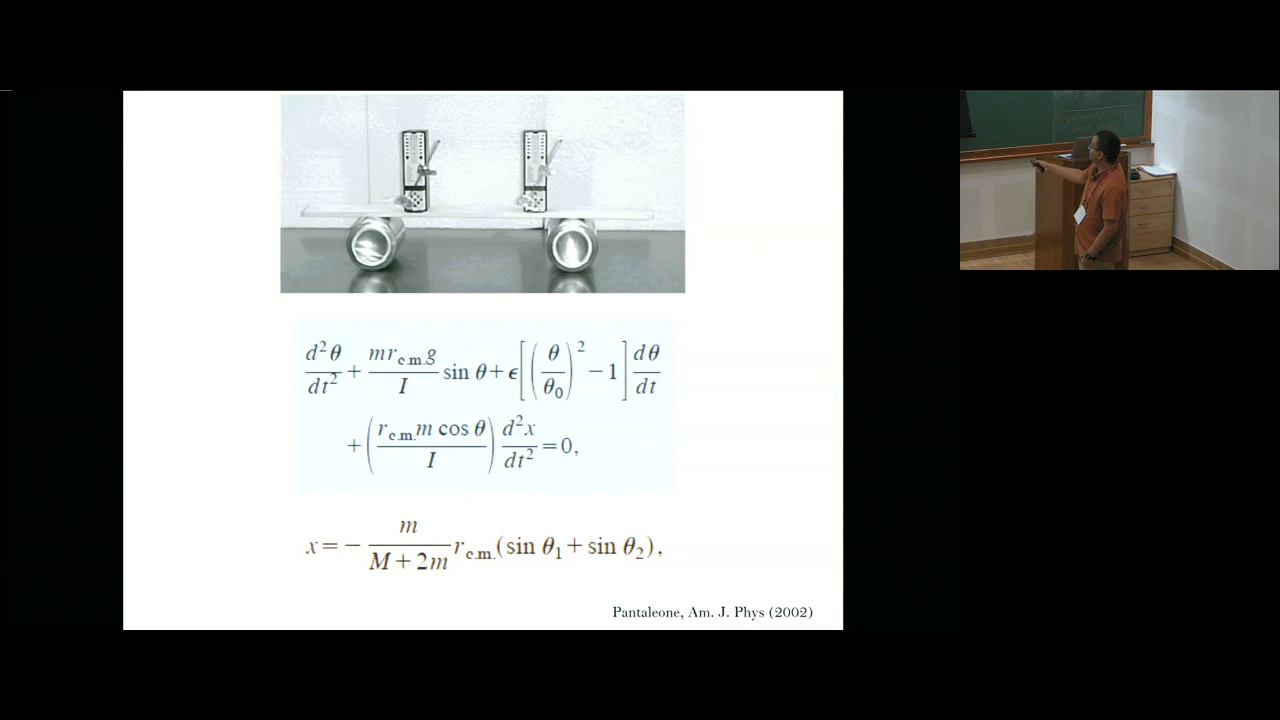 d²θ/dt² + (m r_c.m. g / I) sin θ + ϵ[(θ/θ₀)² − 1] dθ/dt
+ (r_c.m. m cos θ / I) d²x/dt² = 0,
x = − (m / (M + 2m)) r_c.m. (sin θ₁ + sin θ₂),
Pantaleone, Am. J. Phys (2002)